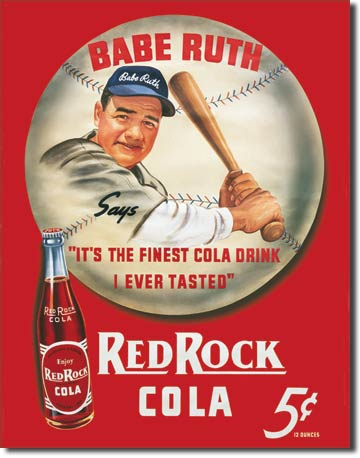 BABE RUTH
Babe Ruth
Says
"IT'S THE FINEST COLA DRINK
I EVER TASTED"
RED ROCK
COLA
Enjoy
RED ROCK
COLA
RED ROCK
COLA
5¢
12 OUNCES